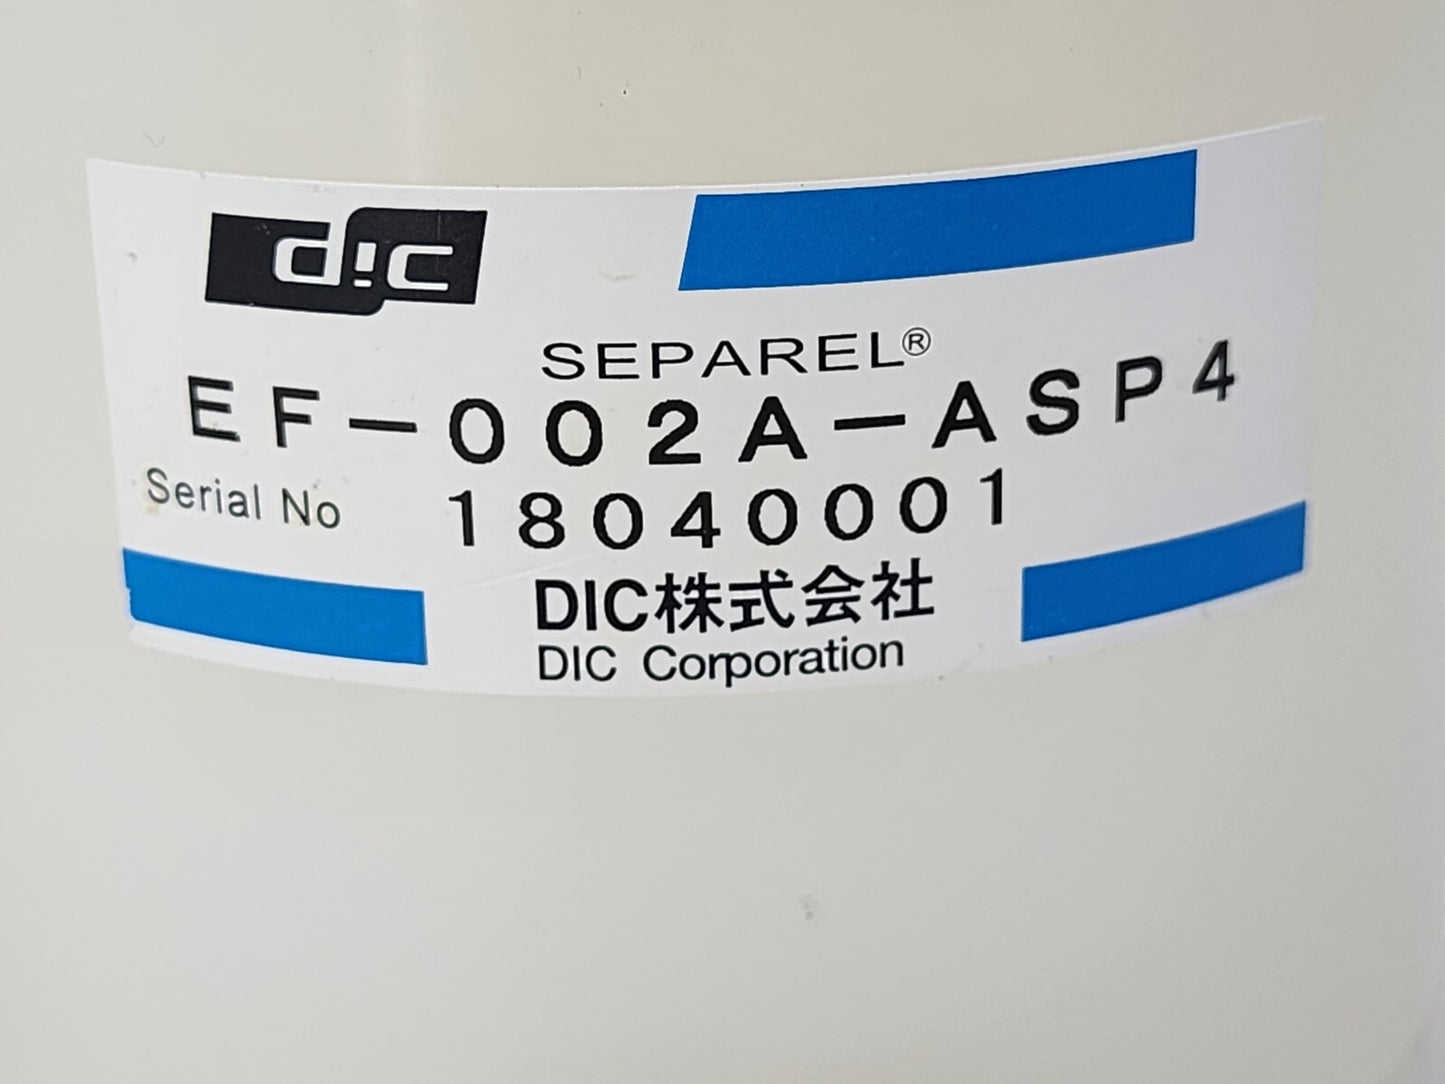 dic
SEPAREL®
EF-002A-ASP4
Serial No 18040001
DIC株式会社
DIC Corporation